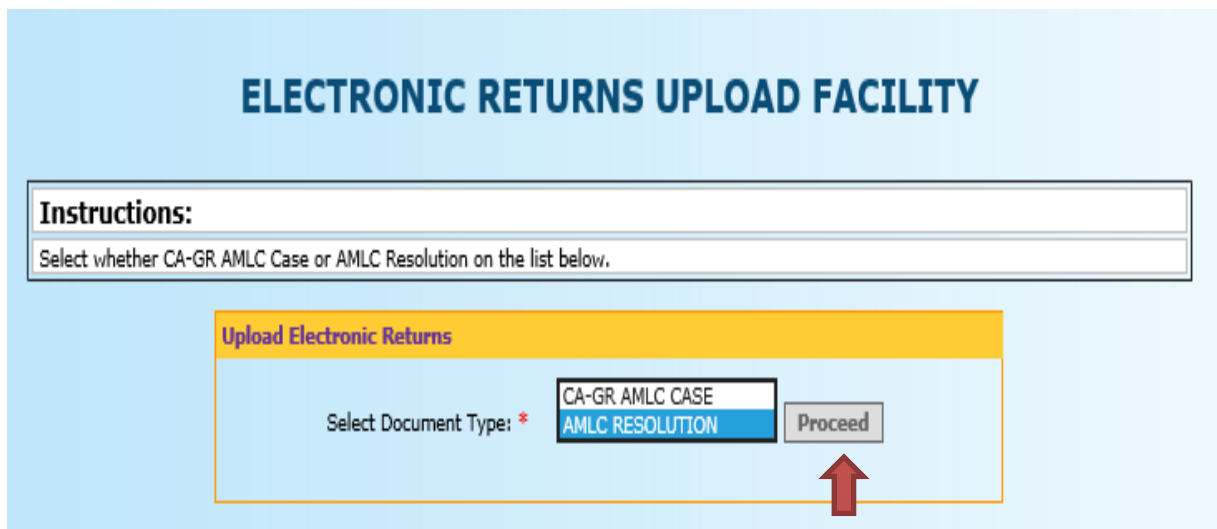 ELECTRONIC RETURNS UPLOAD FACILITY
Instructions:
Select whether CA-GR AMLC Case or AMLC Resolution on the list below.
Upload Electronic Returns
CA-GR AMLC CASE
Select Document Type: * AMLC RESOLUTION Proceed